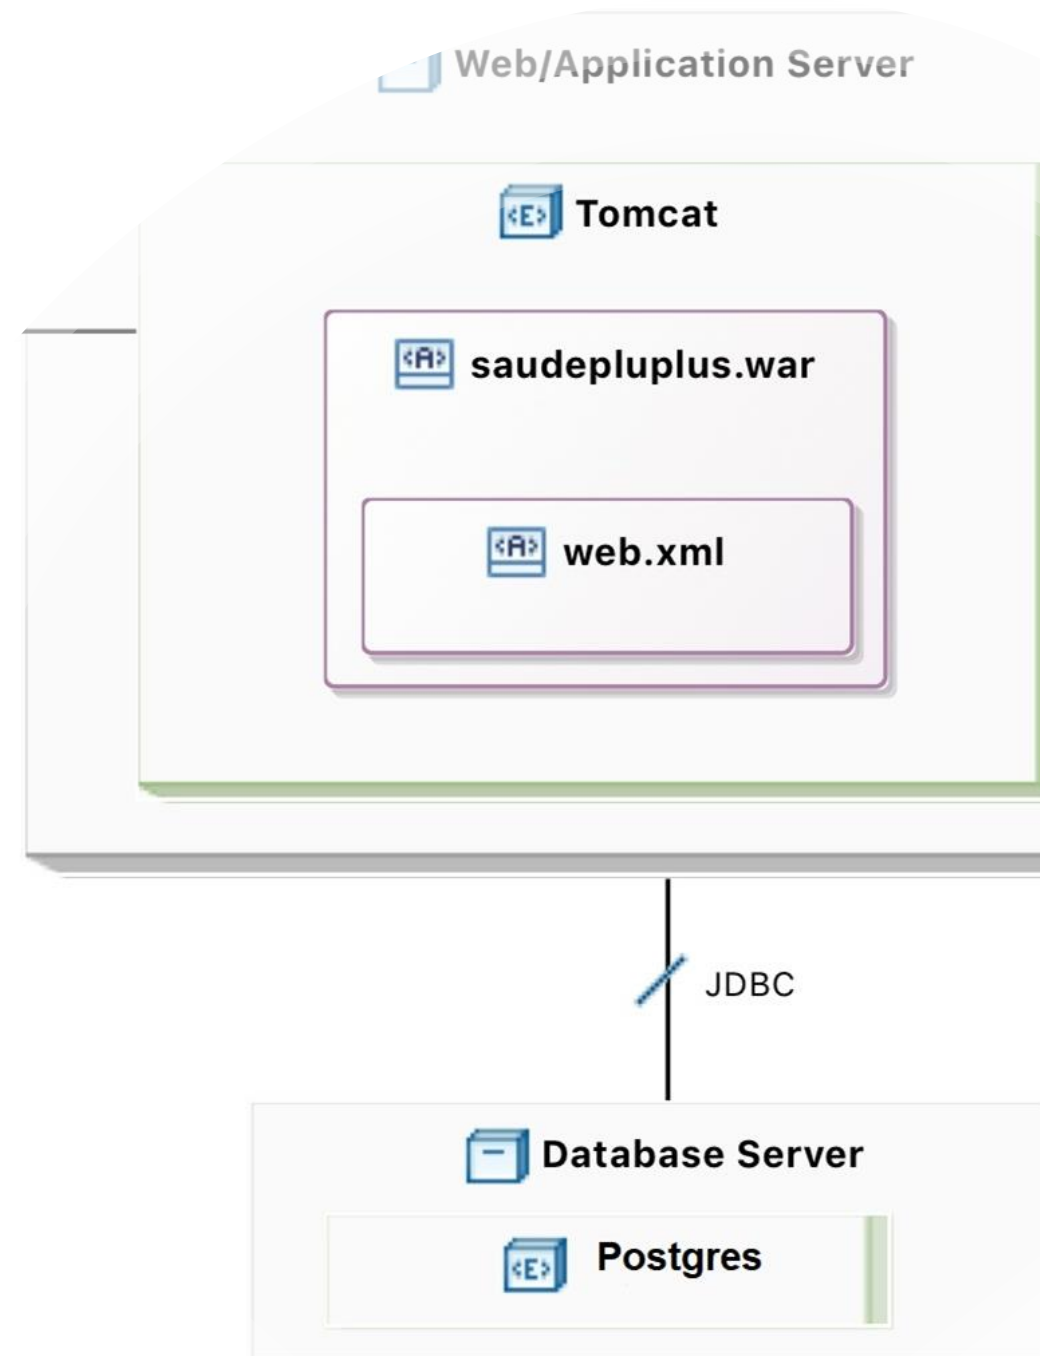 Web/Application Server
<E> Tomcat
<A> saudepluplus.war
<A> web.xml
JDBC
Database Server
<E> Postgres